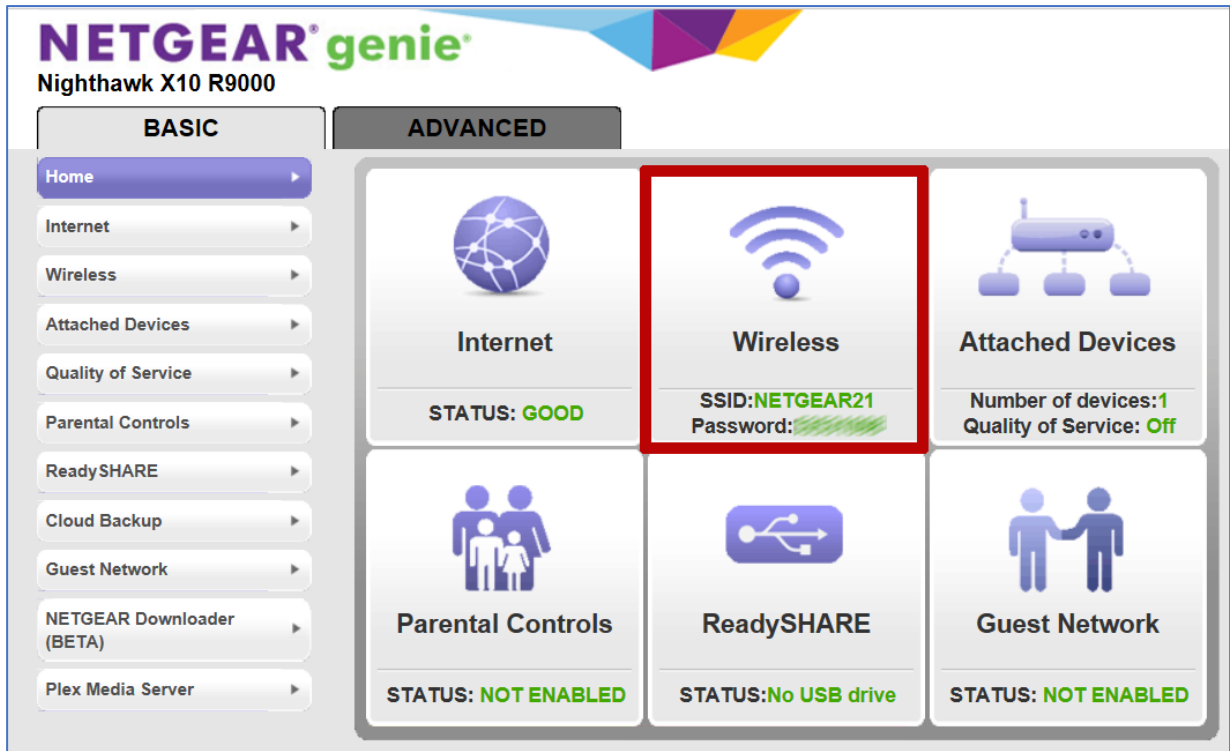 NETGEAR® genie®
Nighthawk X10 R9000
BASIC
ADVANCED
Home
Internet
Wireless
Attached Devices
Quality of Service
Parental Controls
ReadySHARE
Cloud Backup
Guest Network
NETGEAR Downloader
(BETA)
Plex Media Server
Internet
STATUS: GOOD
Wireless
SSID:NETGEAR21
Password:
Attached Devices
Number of devices:1
Quality of Service: Off
Parental Controls
STATUS: NOT ENABLED
ReadySHARE
STATUS:No USB drive
Guest Network
STATUS: NOT ENABLED